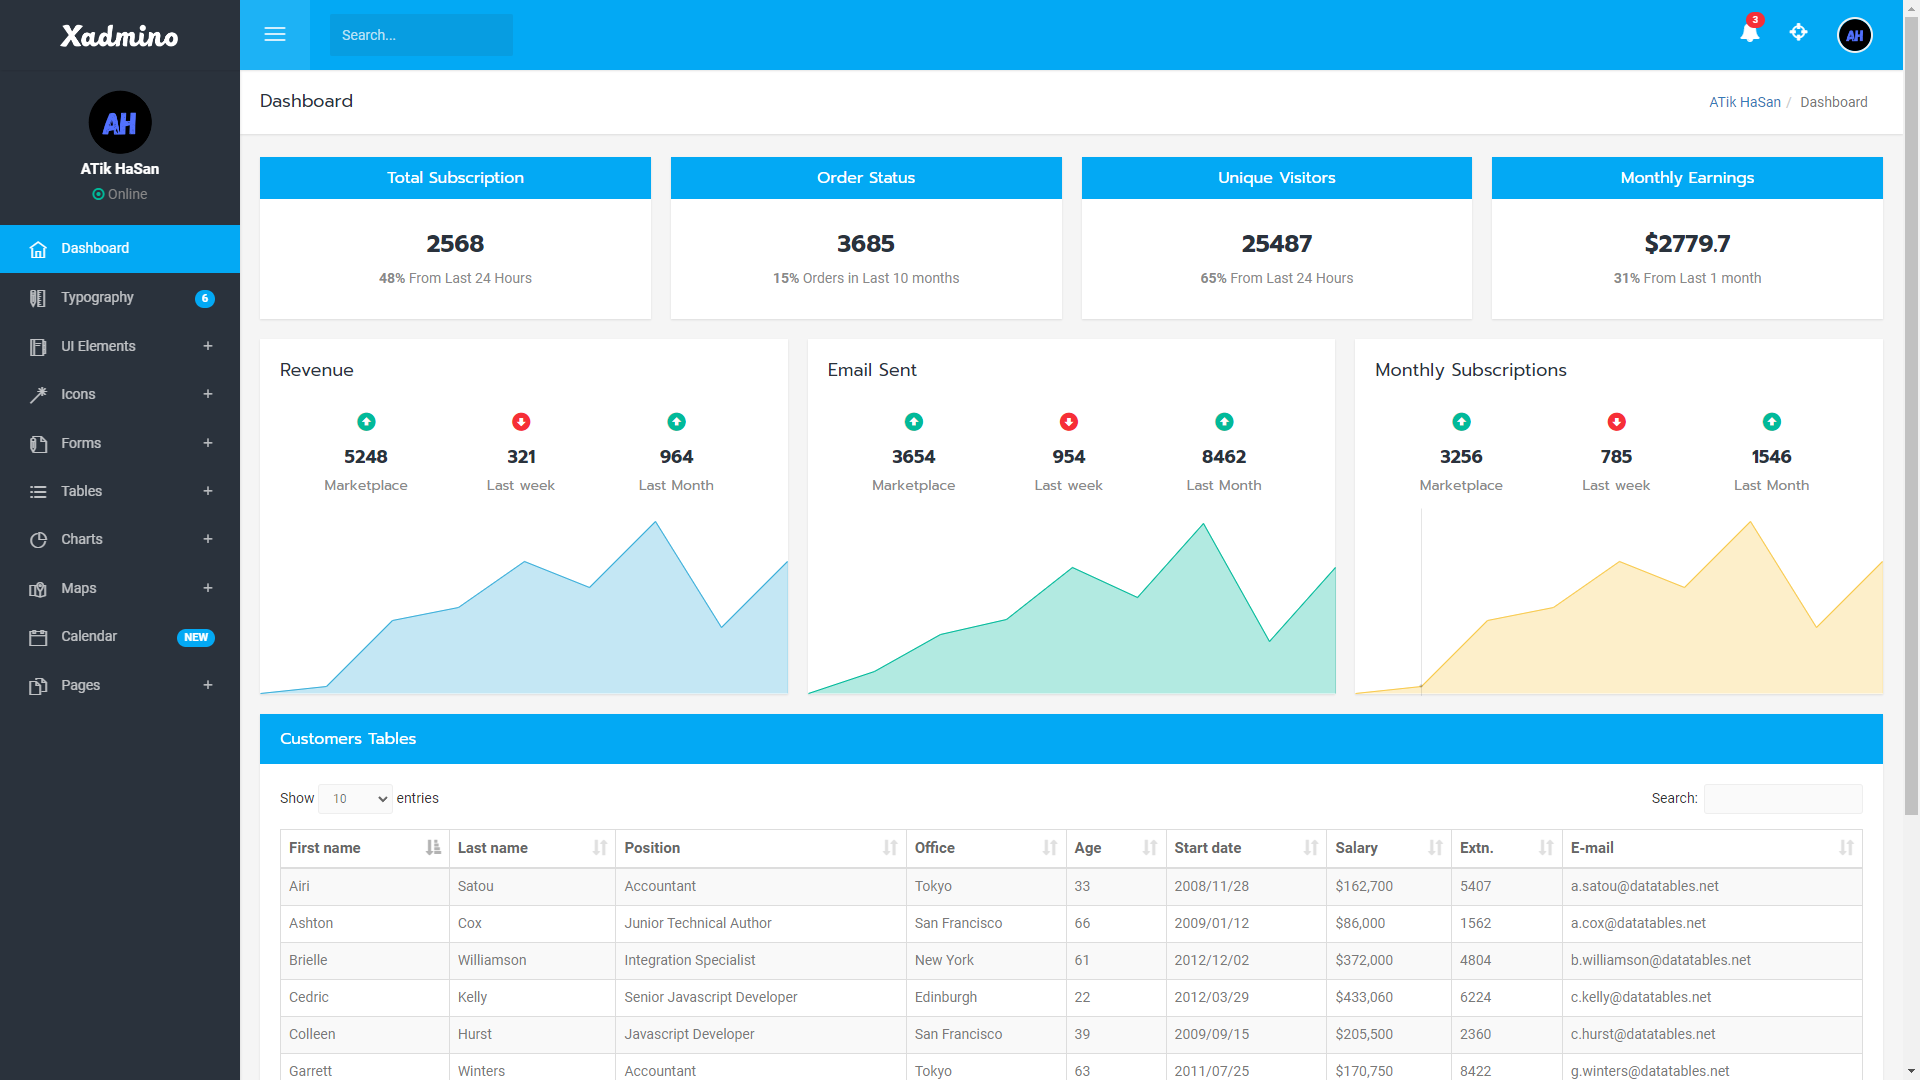 Xadmino
Search...
3
AH
AH
ATik HaSan
Online
Dashboard
Typography 6
UI Elements +
Icons +
Forms +
Tables +
Charts +
Maps +
Calendar NEW
Pages +
Dashboard
ATik HaSan / Dashboard
Total Subscription
2568
48% From Last 24 Hours
Order Status
3685
15% Orders in Last 10 months
Unique Visitors
25487
65% From Last 24 Hours
Monthly Earnings
$2779.7
31% From Last 1 month
Revenue
5248 321 964
Marketplace Last week Last Month
Email Sent
3654 954 8462
Marketplace Last week Last Month
Monthly Subscriptions
3256 785 1546
Marketplace Last week Last Month
Customers Tables
Show 10 entries
Search:
First name Last name Position Office Age Start date Salary Extn. E-mail
Airi Satou Accountant Tokyo 33 2008/11/28 $162,700 5407 a.satou@datatables.net
Ashton Cox Junior Technical Author San Francisco 66 2009/01/12 $86,000 1562 a.cox@datatables.net
Brielle Williamson Integration Specialist New York 61 2012/12/02 $372,000 4804 b.williamson@datatables.net
Cedric Kelly Senior Javascript Developer Edinburgh 22 2012/03/29 $433,060 6224 c.kelly@datatables.net
Colleen Hurst Javascript Developer San Francisco 39 2009/09/15 $205,500 2360 c.hurst@datatables.net
Garrett Winters Accountant Tokyo 63 2011/07/25 $170,750 8422 g.winters@datatables.net